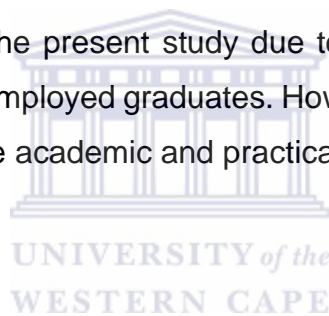 he present study due to
mployed graduates. How
e academic and practica
UNIVERSITY of the
WESTERN CAPE